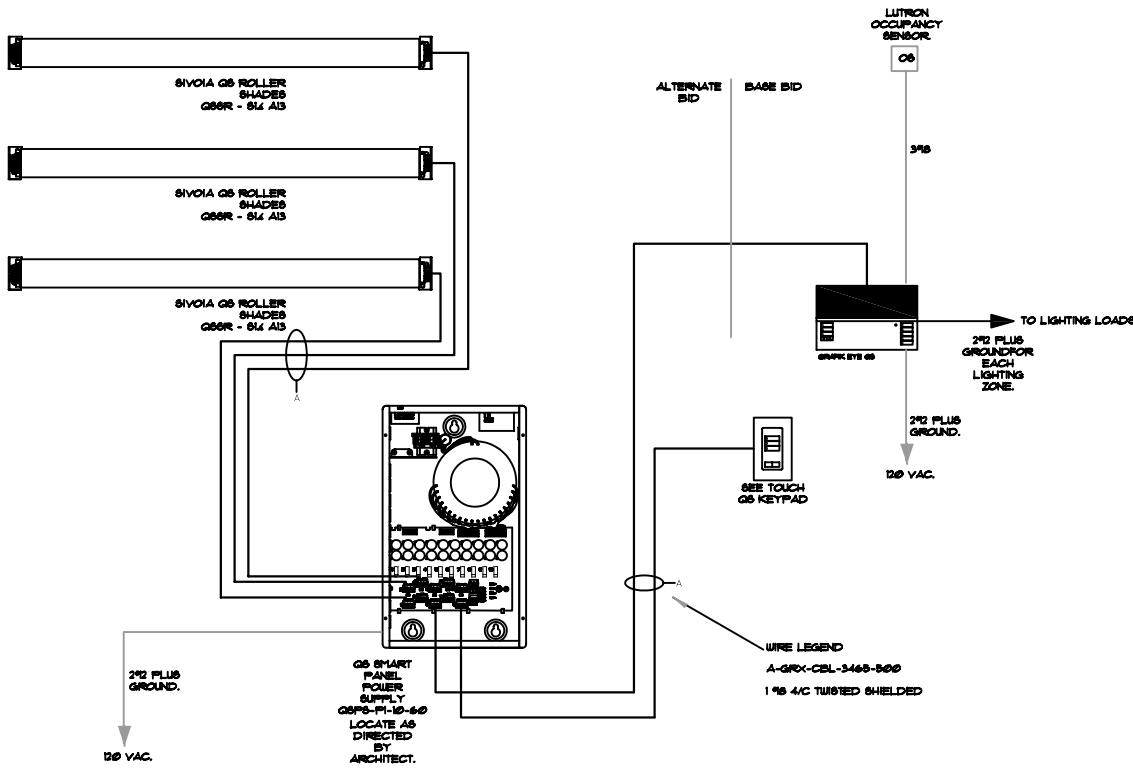 LUTRON
OCCUPANCY
SENSOR
OS
SIVOIA QS ROLLER
SHADES
QSSR - S14 A13
ALTERNATE
BID
BASE BID
3#18
SIVOIA QS ROLLER
SHADES
QSSR - S14 A13
SIVOIA QS ROLLER
SHADES
QSSR - S14 A13
A
GRAFIK EYE QS
TO LIGHTING LOADS
2#12 PLUS
GROUNDFOR
EACH
LIGHTING
ZONE.
2#12 PLUS
GROUND.
120 VAC.
SEE TOUCH
QS KEYPAD
A
WIRE LEGEND
A-GRX-CBL-346S-500
1 #18 4/C TWISTED SHIELDED
QS SMART
PANEL
POWER
SUPPLY
QSPS-P1-10-60
LOCATE AS
DIRECTED
BY
ARCHITECT.
2#12 PLUS
GROUND.
120 VAC.